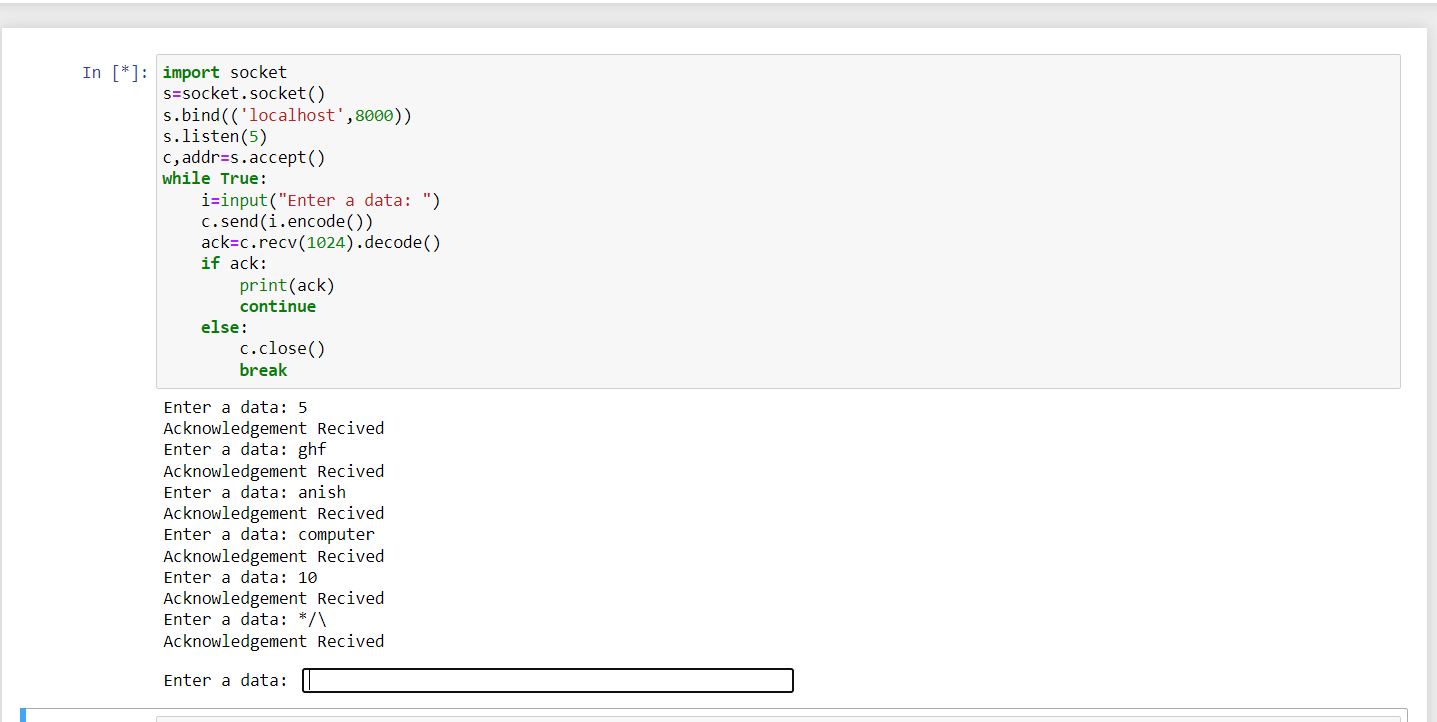 In [*]:
import socket
s=socket.socket()
s.bind(('localhost',8000))
s.listen(5)
c,addr=s.accept()
while True:
    i=input("Enter a data: ")
    c.send(i.encode())
    ack=c.recv(1024).decode()
    if ack:
        print(ack)
        continue
    else:
        c.close()
        break
Enter a data: 5
Acknowledgement Recived
Enter a data: ghf
Acknowledgement Recived
Enter a data: anish
Acknowledgement Recived
Enter a data: computer
Acknowledgement Recived
Enter a data: 10
Acknowledgement Recived
Enter a data: */\
Acknowledgement Recived
Enter a data: